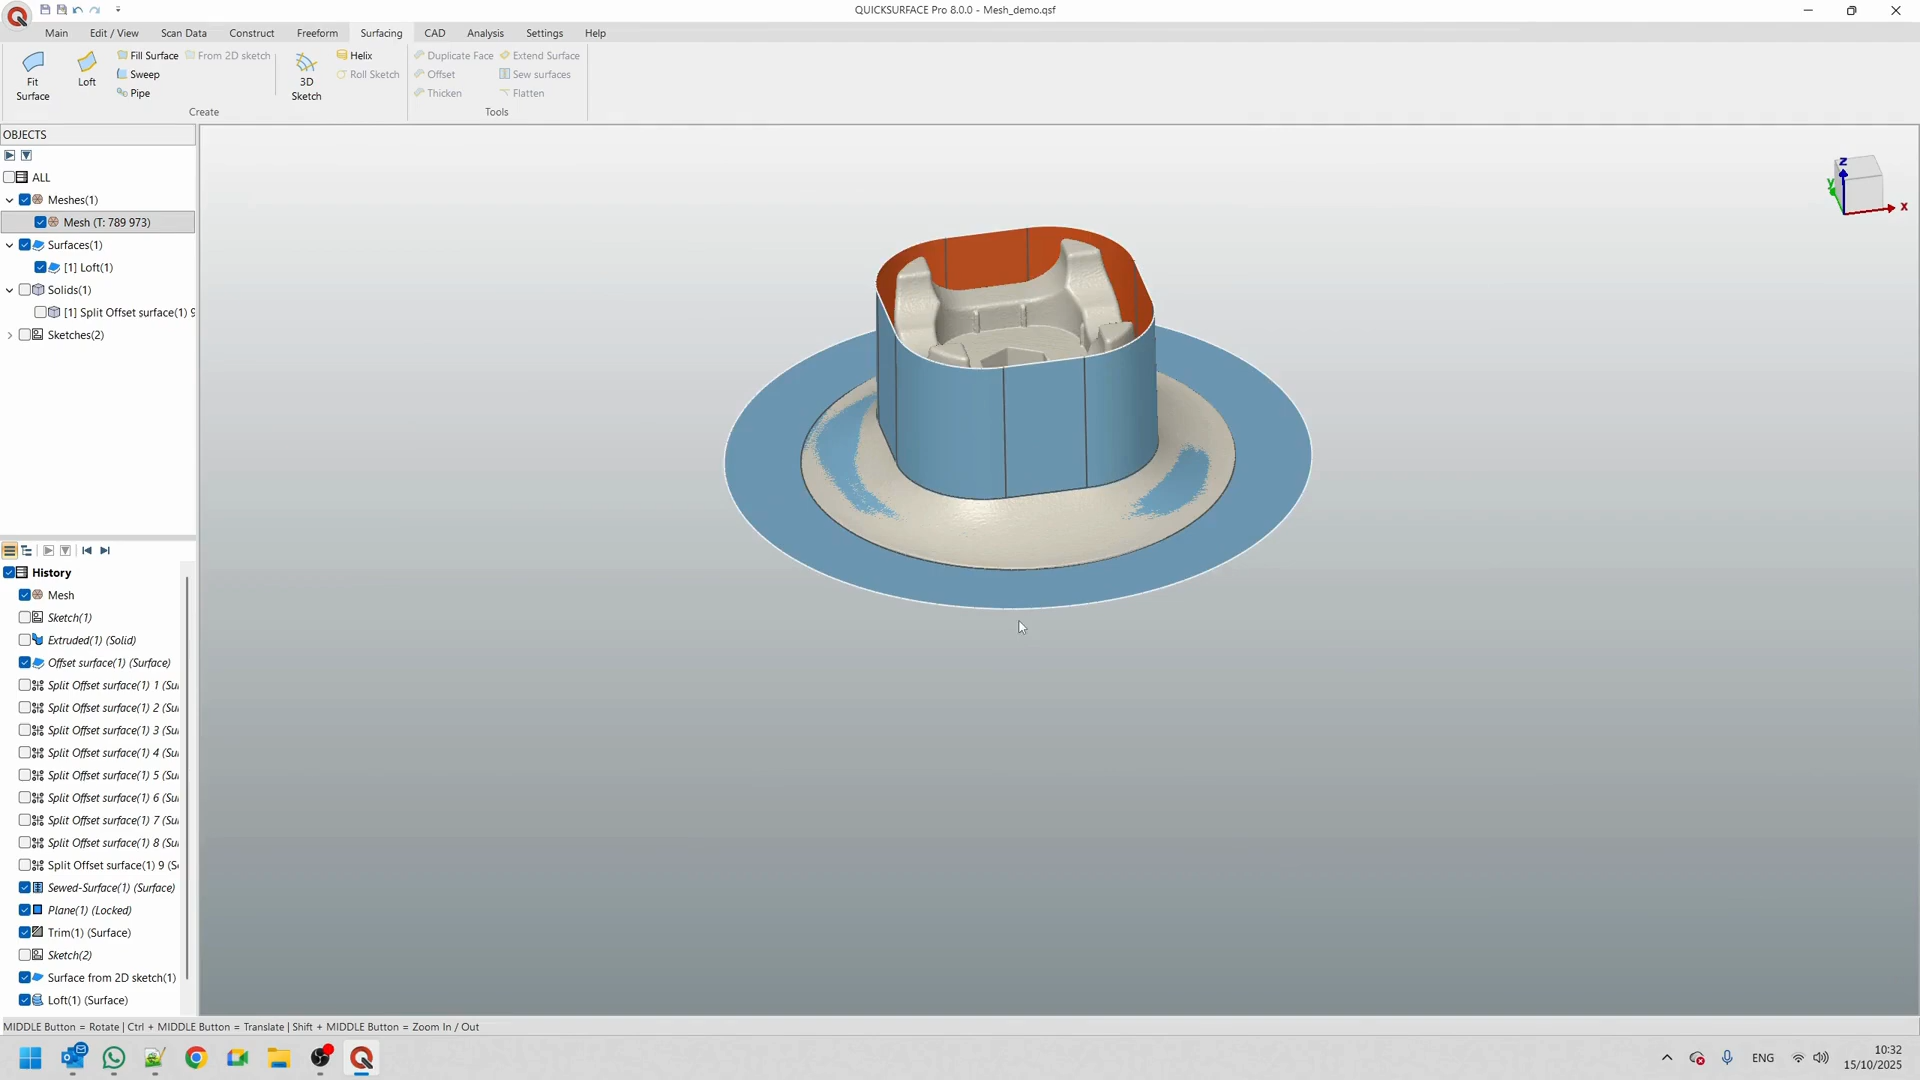 QUICKSURFACE Pro 8.0.0 - Mesh_demo.qsf
Main Edit / View Scan Data Construct Freeform Surfacing CAD Analysis Settings Help
Fit Surface
Loft
Fill Surface
From 2D sketch
Sweep
Pipe
3D Sketch
Helix
Roll Sketch
Duplicate Face
Extend Surface
Offset
Sew surfaces
Thicken
Flatten
Create
Tools
OBJECTS
ALL
Meshes(1)
Mesh (T: 789 973)
Surfaces(1)
[1] Loft(1)
Solids(1)
[1] Split Offset surface(1) 9
Sketches(2)
z
y
x
History
Mesh
Sketch(1)
Extruded(1) (Solid)
Offset surface(1) (Surface)
Split Offset surface(1) 1 (Su
Split Offset surface(1) 2 (Su
Split Offset surface(1) 3 (Su
Split Offset surface(1) 4 (Su
Split Offset surface(1) 5 (Su
Split Offset surface(1) 6 (Su
Split Offset surface(1) 7 (Su
Split Offset surface(1) 8 (Su
Split Offset surface(1) 9 (S
Sewed-Surface(1) (Surface)
Plane(1) (Locked)
Trim(1) (Surface)
Sketch(2)
Surface from 2D sketch(1)
Loft(1) (Surface)
MIDDLE Button = Rotate | Ctrl + MIDDLE Button = Translate | Shift + MIDDLE Button = Zoom In / Out
ENG
10:32
15/10/2025